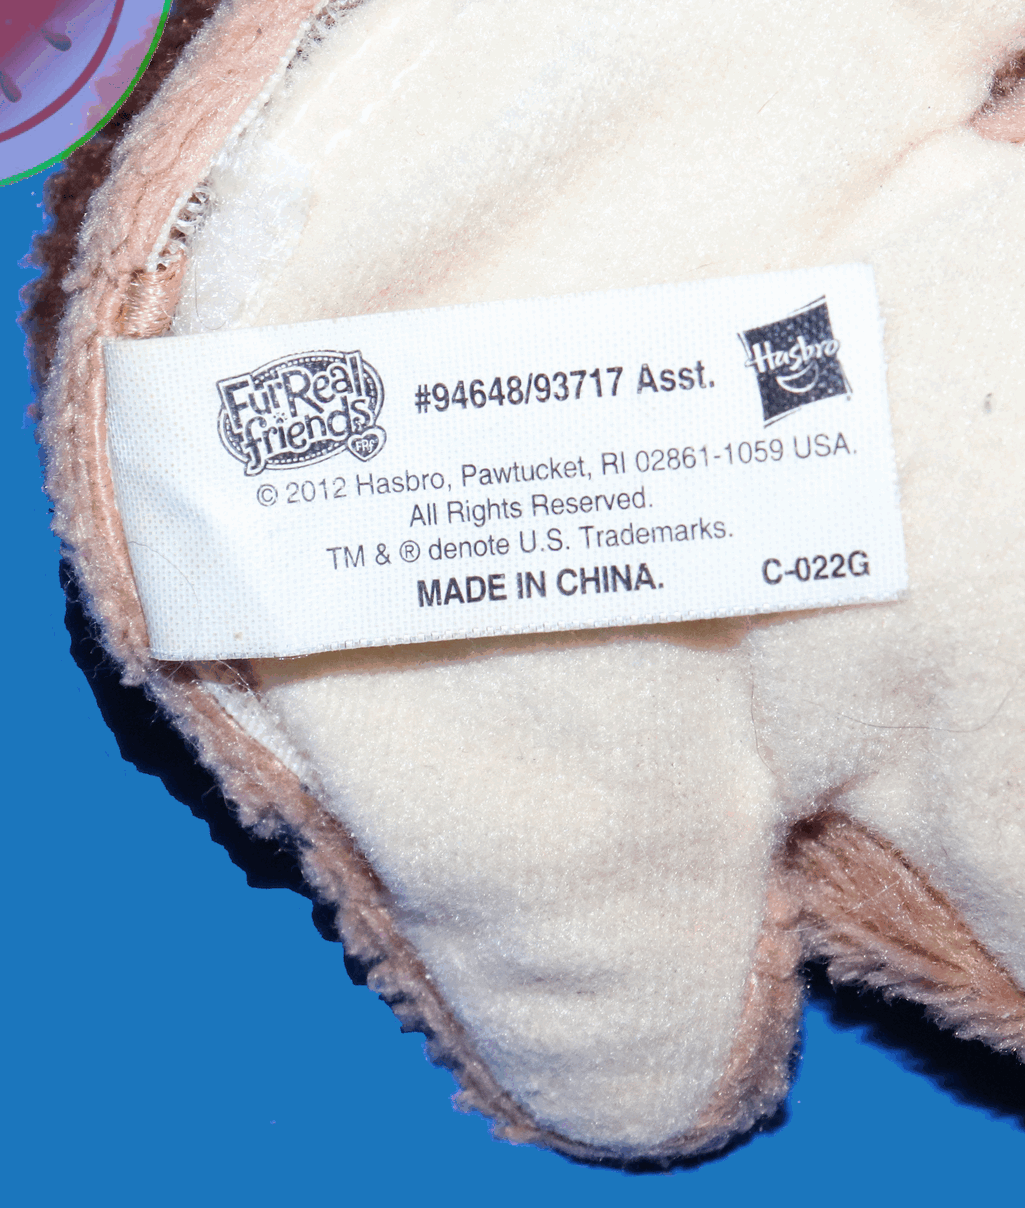 FurReal
friends
FRF
#94648/93717 Asst.
Hasbro
© 2012 Hasbro, Pawtucket, RI 02861-1059 USA.
All Rights Reserved.
TM & ® denote U.S. Trademarks.
MADE IN CHINA.
C-022G